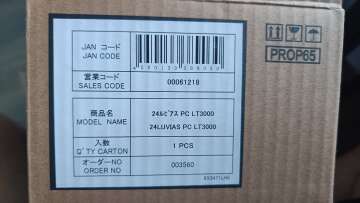 JAN コード
JAN CODE
営業コード
SALES CODE
00061218
商品名
MODEL NAME
24ルビアス PC LT3000
24LUVIAS PC LT3000
入数
Q'TY CARTON
1 PCS
オーダーNO
ORDER NO
003560
PROP65